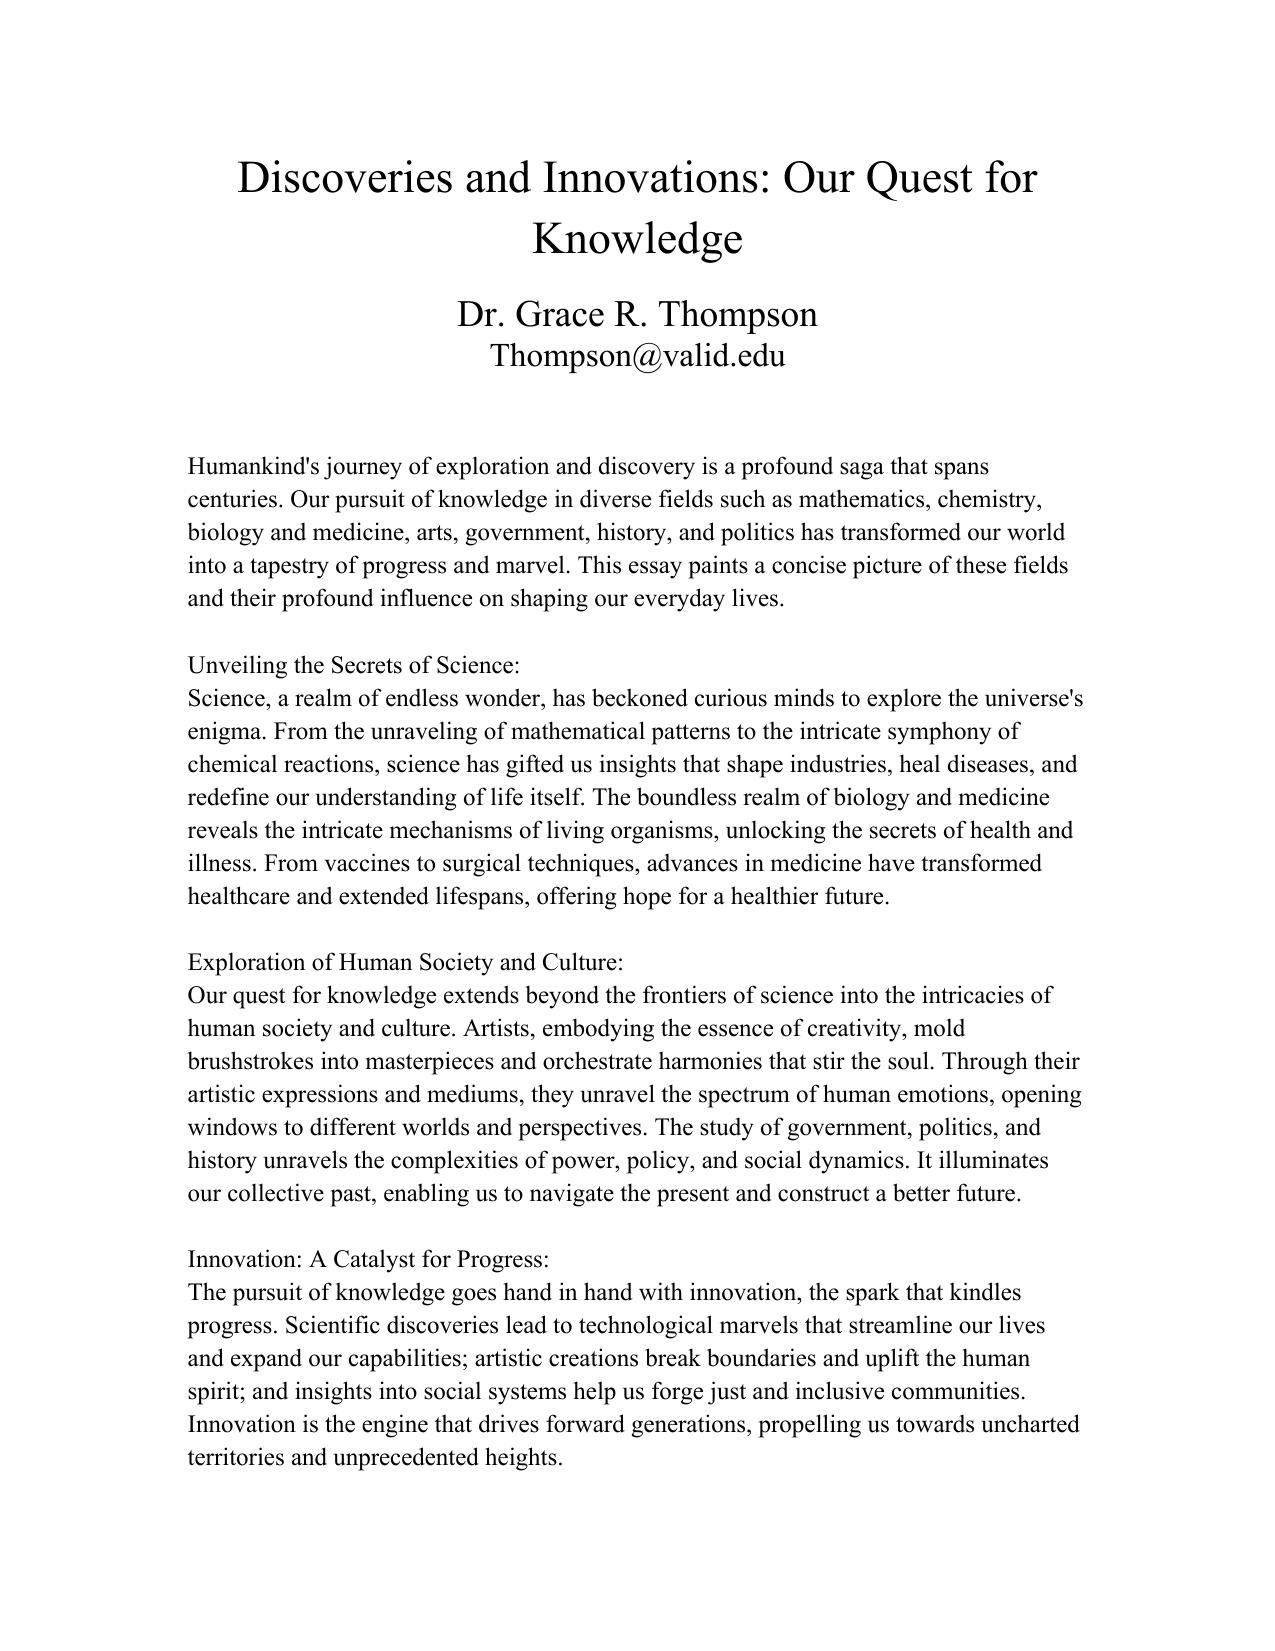 Discoveries and Innovations: Our Quest for
Knowledge
Dr. Grace R. Thompson
Thompson@valid.edu
Humankind's journey of exploration and discovery is a profound saga that spans
centuries. Our pursuit of knowledge in diverse fields such as mathematics, chemistry,
biology and medicine, arts, government, history, and politics has transformed our world
into a tapestry of progress and marvel. This essay paints a concise picture of these fields
and their profound influence on shaping our everyday lives.
Unveiling the Secrets of Science:
Science, a realm of endless wonder, has beckoned curious minds to explore the universe's
enigma. From the unraveling of mathematical patterns to the intricate symphony of
chemical reactions, science has gifted us insights that shape industries, heal diseases, and
redefine our understanding of life itself. The boundless realm of biology and medicine
reveals the intricate mechanisms of living organisms, unlocking the secrets of health and
illness. From vaccines to surgical techniques, advances in medicine have transformed
healthcare and extended lifespans, offering hope for a healthier future.
Exploration of Human Society and Culture:
Our quest for knowledge extends beyond the frontiers of science into the intricacies of
human society and culture. Artists, embodying the essence of creativity, mold
brushstrokes into masterpieces and orchestrate harmonies that stir the soul. Through their
artistic expressions and mediums, they unravel the spectrum of human emotions, opening
windows to different worlds and perspectives. The study of government, politics, and
history unravels the complexities of power, policy, and social dynamics. It illuminates
our collective past, enabling us to navigate the present and construct a better future.
Innovation: A Catalyst for Progress:
The pursuit of knowledge goes hand in hand with innovation, the spark that kindles
progress. Scientific discoveries lead to technological marvels that streamline our lives
and expand our capabilities; artistic creations break boundaries and uplift the human
spirit; and insights into social systems help us forge just and inclusive communities.
Innovation is the engine that drives forward generations, propelling us towards uncharted
territories and unprecedented heights.